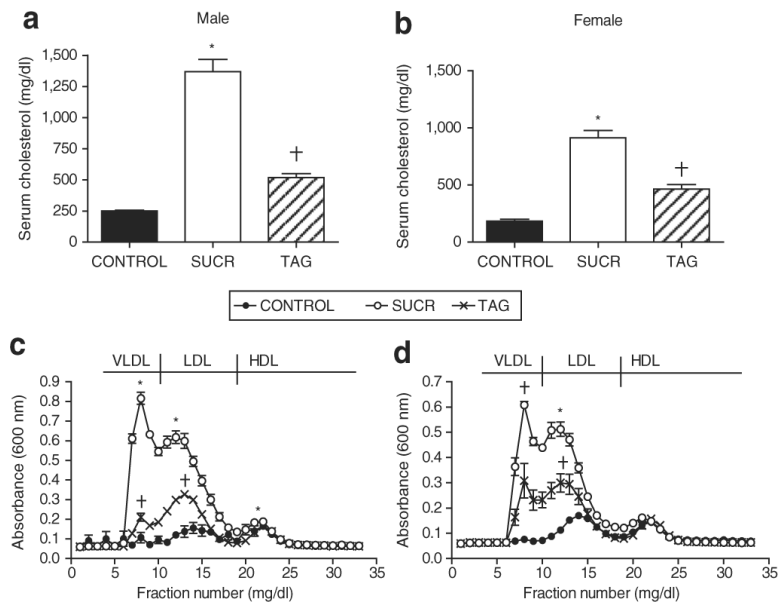 a
Male
b
Female
Serum cholesterol (mg/dl)
1,500
1,250
1,000
750
500
250
0
*
†
CONTROL
SUCR
TAG
Serum cholesterol (mg/dl)
1,500
1,000
500
0
*
†
CONTROL
SUCR
TAG
CONTROL SUCR TAG
c
VLDL LDL HDL
Absorbance (600 nm)
0.9
0.8
0.7
0.6
0.5
0.4
0.3
0.2
0.1
0.0
*
*
†
†
*
0 5 10 15 20 25 30 35
Fraction number (mg/dl)
d
VLDL LDL HDL
Absorbance (600 nm)
0.7
0.6
0.5
0.4
0.3
0.2
0.1
0.0
†
*
†
0 5 10 15 20 25 30 35
Fraction number (mg/dl)